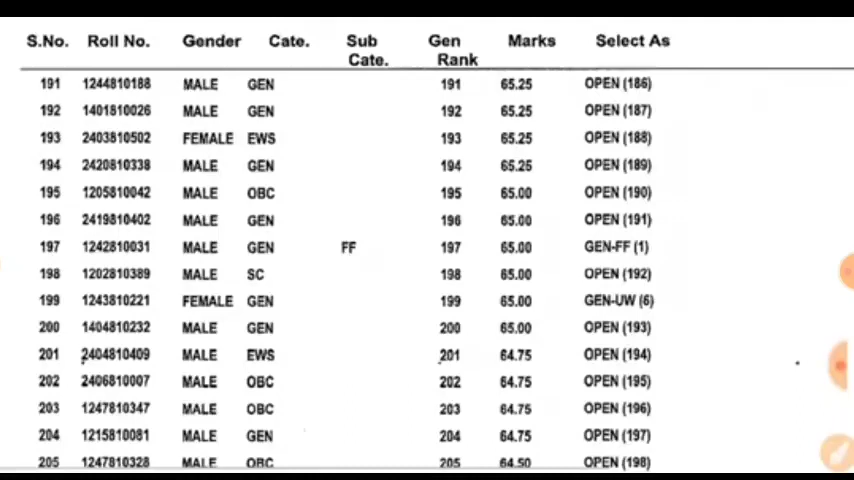 S.No. Roll No. Gender Cate. Sub Cate. Gen Rank Marks Select As
191 1244810188 MALE GEN 191 65.25 OPEN (186)
192 1401810026 MALE GEN 192 65.25 OPEN (187)
193 2403810502 FEMALE EWS 193 65.25 OPEN (188)
194 2420810338 MALE GEN 194 65.25 OPEN (189)
195 1205810042 MALE OBC 195 65.00 OPEN (190)
196 2419810402 MALE GEN 196 65.00 OPEN (191)
197 1242810031 MALE GEN FF 197 65.00 GEN-FF (1)
198 1202810389 MALE SC 198 65.00 OPEN (192)
199 1243810221 FEMALE GEN 199 65.00 GEN-UW (6)
200 1404810232 MALE GEN 200 65.00 OPEN (193)
201 2404810409 MALE EWS 201 64.75 OPEN (194)
202 2406810007 MALE OBC 202 64.75 OPEN (195)
203 1247810347 MALE OBC 203 64.75 OPEN (196)
204 1215810081 MALE GEN 204 64.75 OPEN (197)
205 1247810328 MALE OBC 205 64.50 OPEN (198)